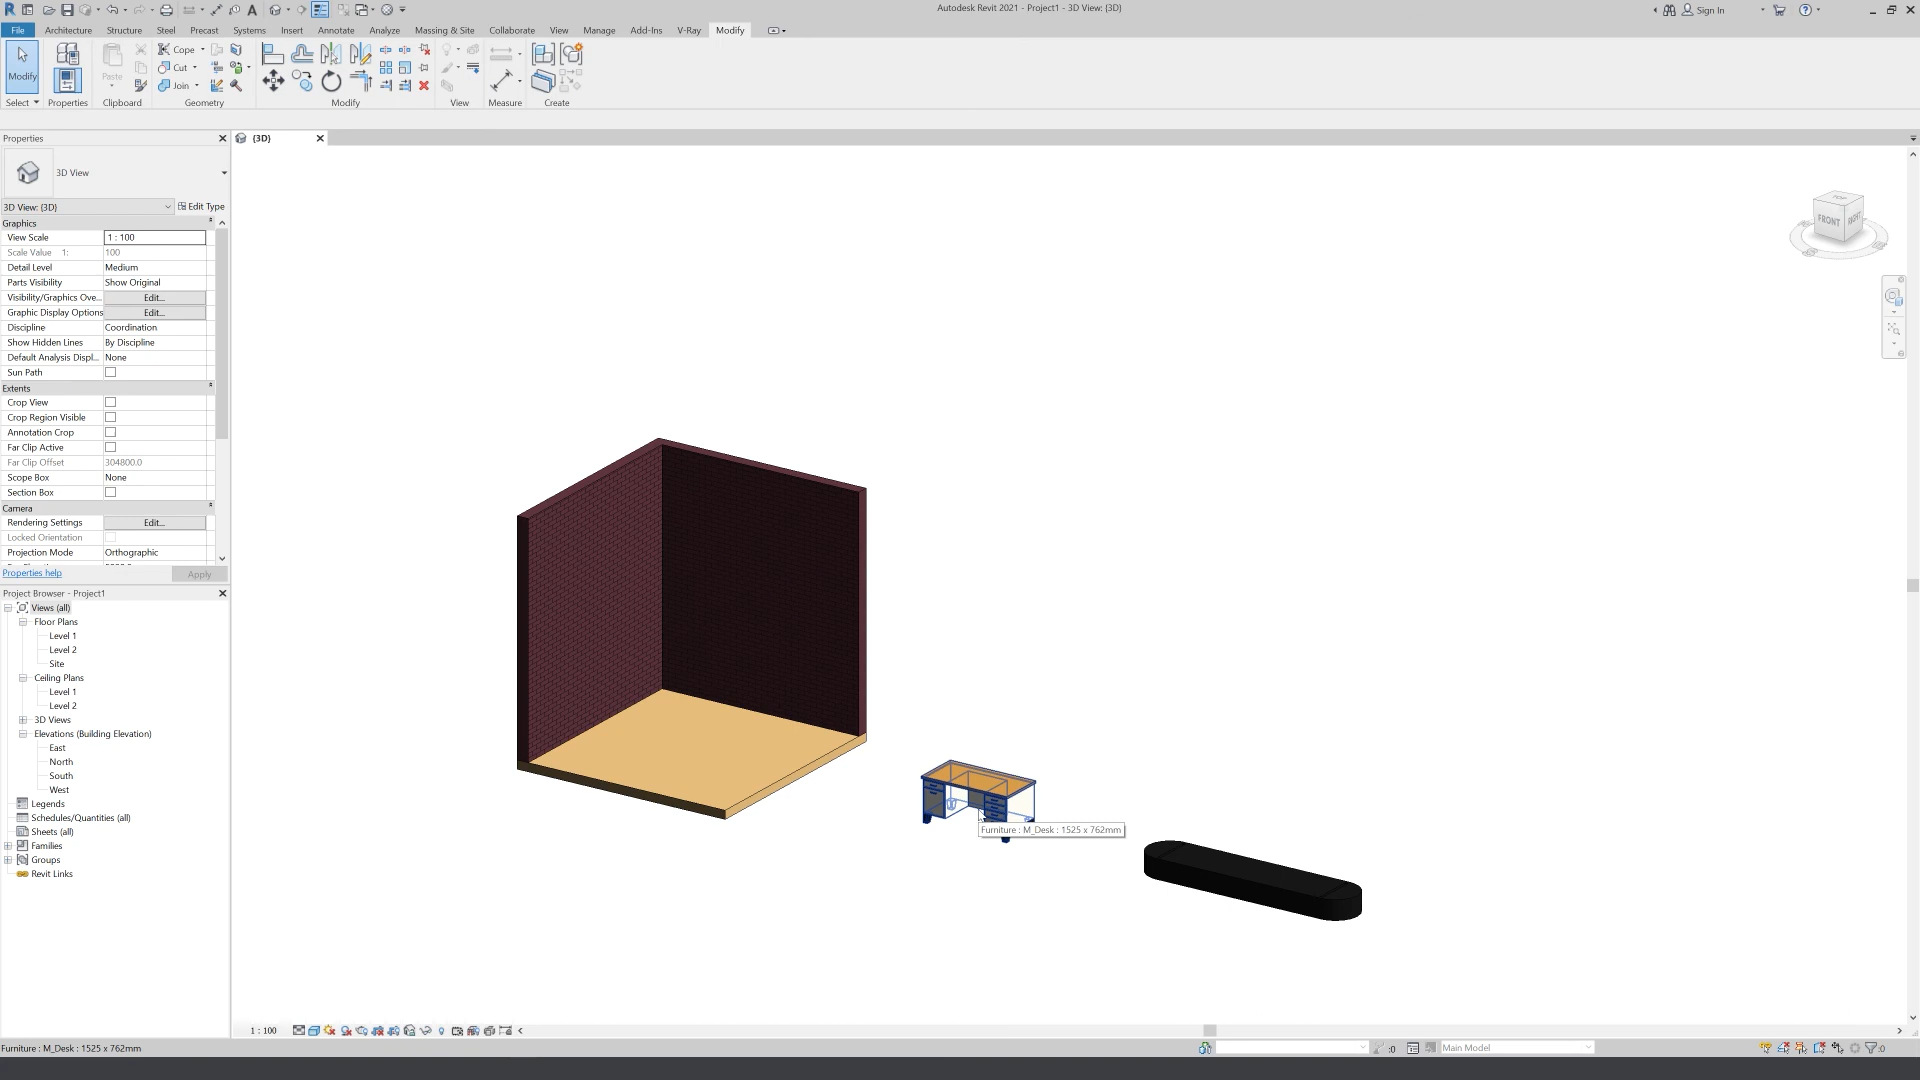 Autodesk Revit 2021 - Project1 - 3D View: {3D}
Sign In
File
Architecture
Structure
Steel
Precast
Systems
Insert
Annotate
Analyze
Massing & Site
Collaborate
View
Manage
Add-Ins
V-Ray
Modify
Modify
Paste
Cope
Cut
Join
Select
Properties
Clipboard
Geometry
Modify
View
Measure
Create
Properties
{3D}
3D View
3D View: {3D}
Edit Type
Graphics
View Scale 1 : 100
Scale Value 1: 100
Detail Level Medium
Parts Visibility Show Original
Visibility/Graphics Ove... Edit...
Graphic Display Options Edit...
Discipline Coordination
Show Hidden Lines By Discipline
Default Analysis Displ... None
Sun Path
Extents
Crop View
Crop Region Visible
Annotation Crop
Far Clip Active
Far Clip Offset 304800.0
Scope Box None
Section Box
Camera
Rendering Settings Edit...
Locked Orientation
Projection Mode Orthographic
Properties help
Apply
Project Browser - Project1
Views (all)
Floor Plans
Level 1
Level 2
Site
Ceiling Plans
Level 1
Level 2
3D Views
Elevations (Building Elevation)
East
North
South
West
Legends
Schedules/Quantities (all)
Sheets (all)
Families
Groups
Revit Links
TOP
FRONT
RIGHT
Furniture : M_Desk : 1525 x 762mm
1 : 100
Furniture : M_Desk : 1525 x 762mm
:0
Main Model
:0